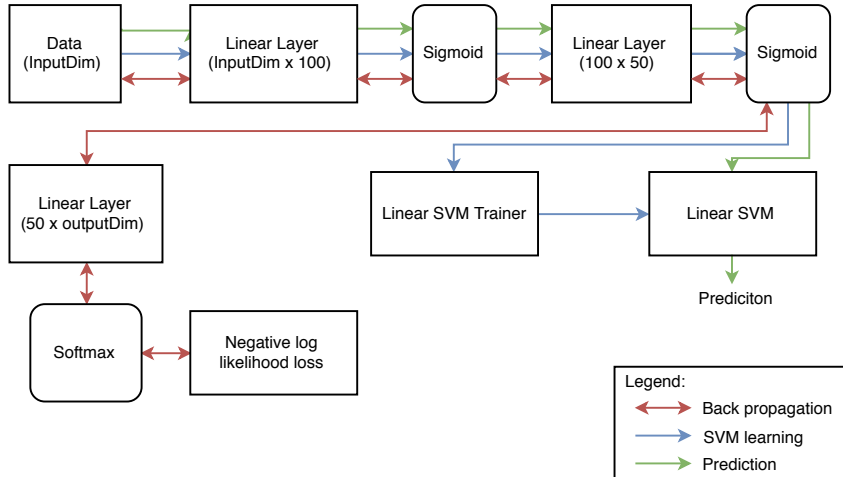 Data
(InputDim)
Linear Layer
(InputDim x 100)
Sigmoid
Linear Layer
(100 x 50)
Sigmoid
Linear Layer
(50 x outputDim)
Linear SVM Trainer
Linear SVM
Prediciton
Softmax
Negative log
likelihood loss
Legend:
Back propagation
SVM learning
Prediction